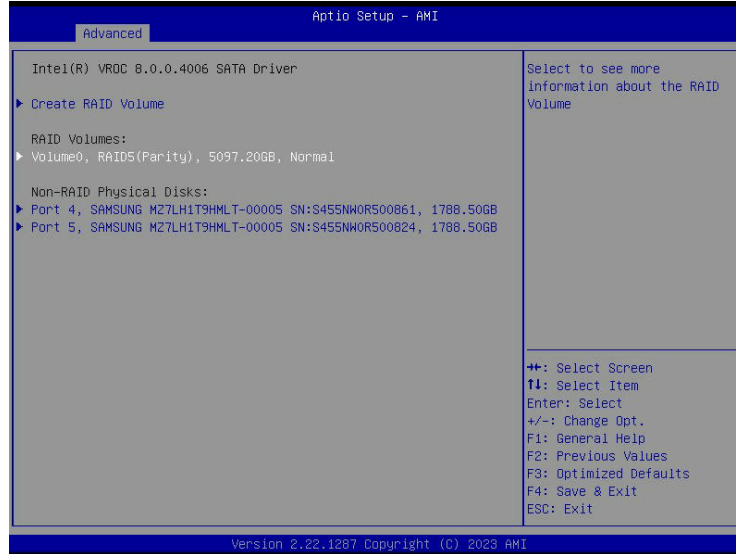 Aptio Setup - AMI
Advanced
Intel(R) VROC 8.0.0.4006 SATA Driver
Create RAID Volume
RAID Volumes:
Volume0, RAID5(Parity), 5097.20GB, Normal
Non-RAID Physical Disks:
Port 4, SAMSUNG MZ7LH1T9HMLT-00005 SN:S455NW0R500861, 1788.50GB
Port 5, SAMSUNG MZ7LH1T9HMLT-00005 SN:S455NW0R500824, 1788.50GB
Select to see more
information about the RAID
Volume
→←: Select Screen
↑↓: Select Item
Enter: Select
+/-: Change Opt.
F1: General Help
F2: Previous Values
F3: Optimized Defaults
F4: Save & Exit
ESC: Exit
Version 2.22.1287 Copyright (C) 2023 AMI